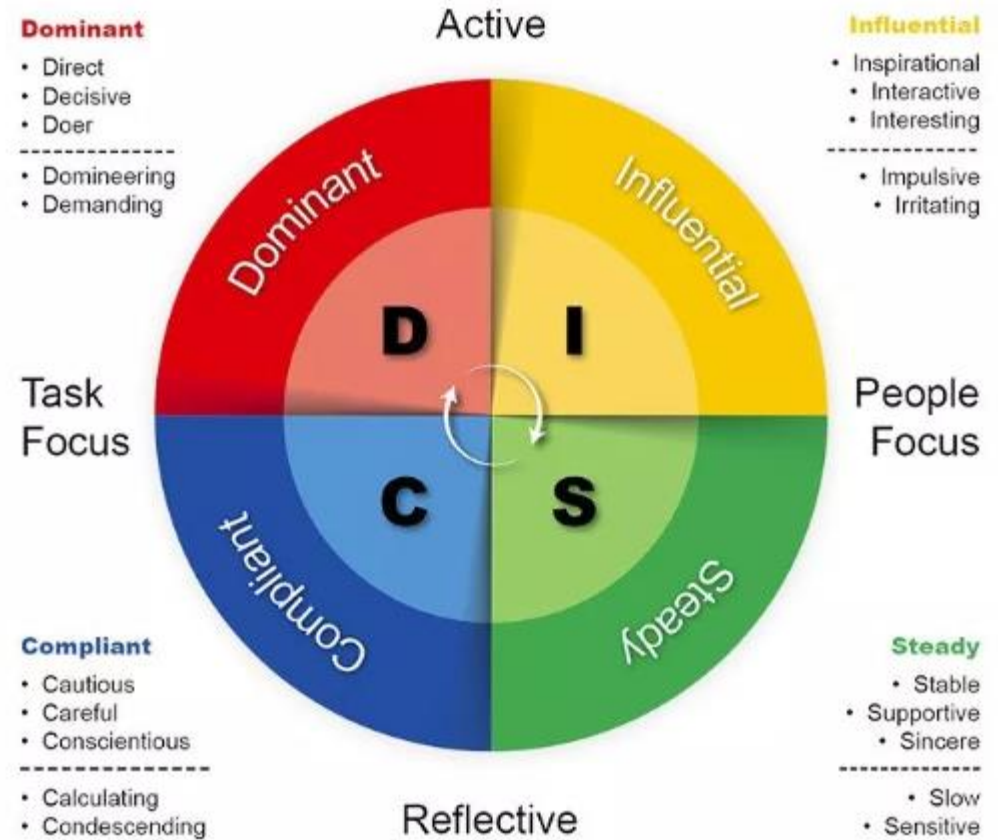 Active
Dominant
• Direct
• Decisive
• Doer
• Domineering
• Demanding
Influential
• Inspirational
• Interactive
• Interesting
• Impulsive
• Irritating
Dominant
Influential
D
I
Task
Focus
People
Focus
C
S
Compliant
Steady
Compliant
• Cautious
• Careful
• Conscientious
• Calculating
• Condescending
Steady
• Stable
• Supportive
• Sincere
• Slow
• Sensitive
Reflective